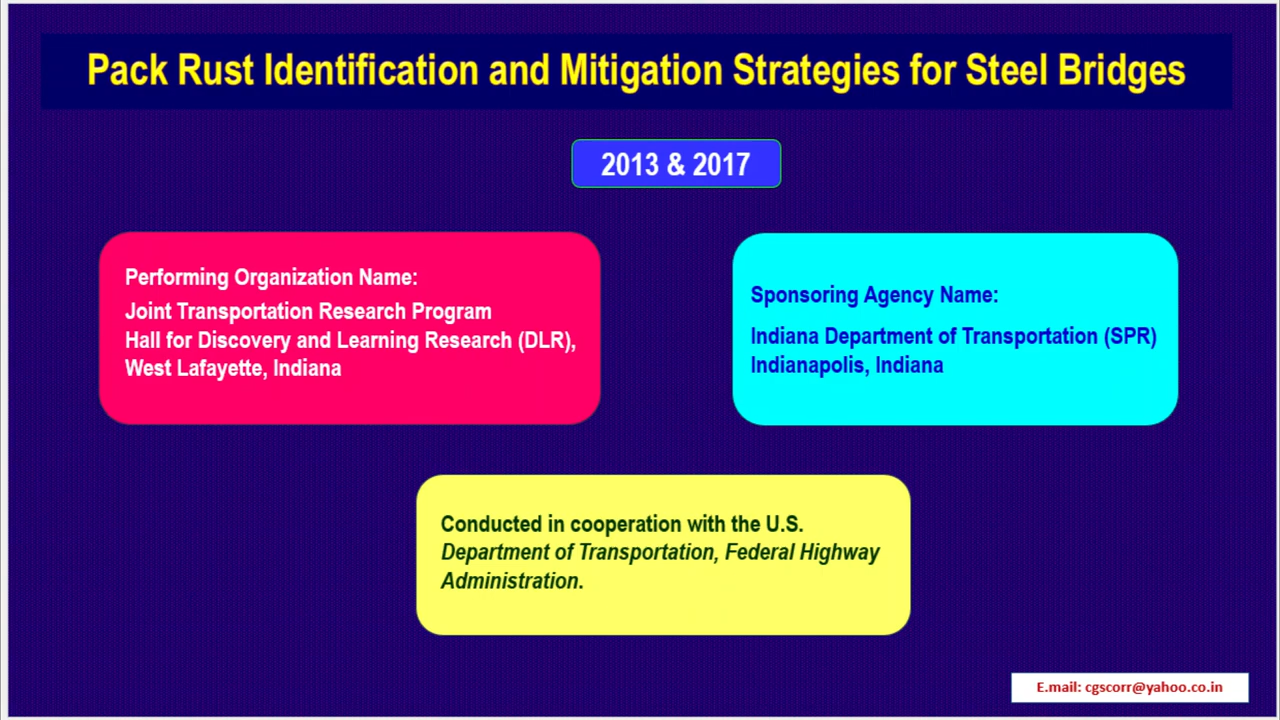 Pack Rust Identification and Mitigation Strategies for Steel Bridges
2013 & 2017
Performing Organization Name:
Joint Transportation Research Program
Hall for Discovery and Learning Research (DLR),
West Lafayette, Indiana
Sponsoring Agency Name:
Indiana Department of Transportation (SPR)
Indianapolis, Indiana
Conducted in cooperation with the U.S.
Department of Transportation, Federal Highway
Administration.
E.mail: cgscorr@yahoo.co.in